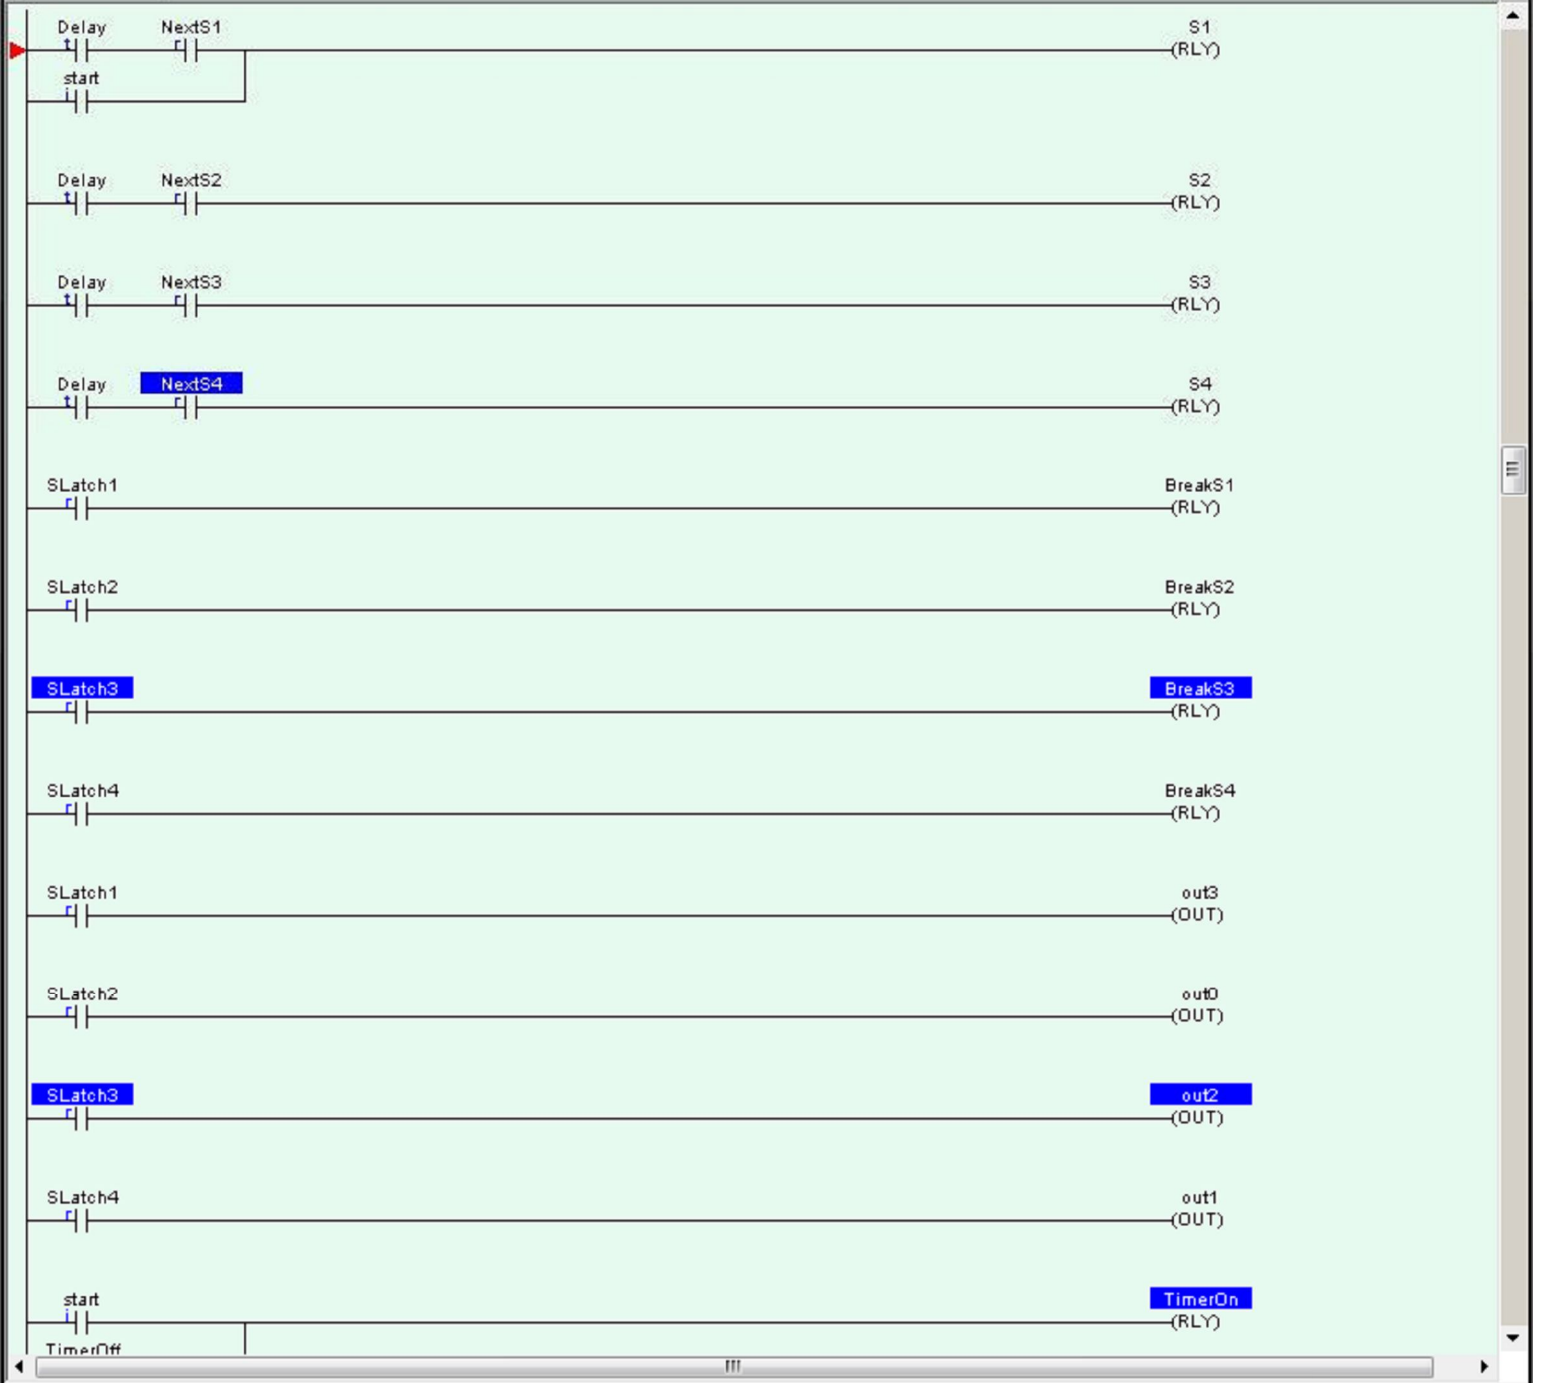 Delay NextS1 S1
t r (RLY)
start
i
Delay NextS2 S2
t r (RLY)
Delay NextS3 S3
t r (RLY)
Delay NextS4 S4
t r (RLY)
SLatch1 BreakS1
r (RLY)
SLatch2 BreakS2
r (RLY)
SLatch3 BreakS3
r (RLY)
SLatch4 BreakS4
r (RLY)
SLatch1 out3
r (OUT)
SLatch2 out0
r (OUT)
SLatch3 out2
r (OUT)
SLatch4 out1
r (OUT)
start TimerOn
i (RLY)
TimerOff